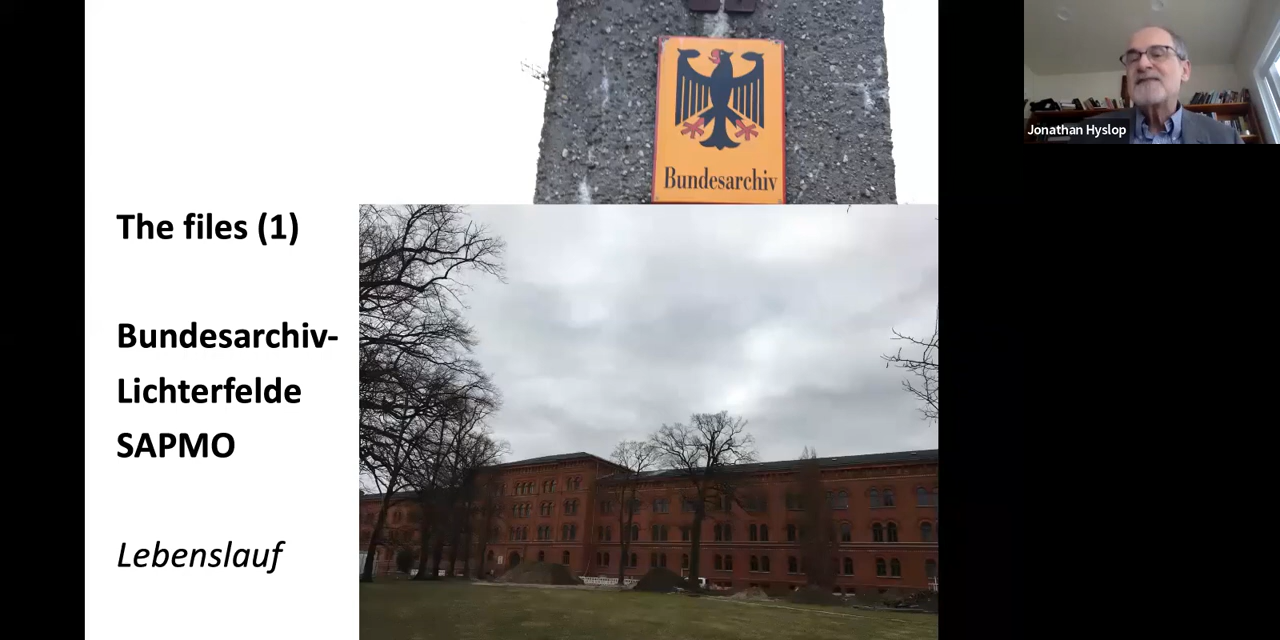 Bundesarchiv
Jonathan Hyslop
The files (1)
Bundesarchiv-
Lichterfelde
SAPMO
Lebenslauf